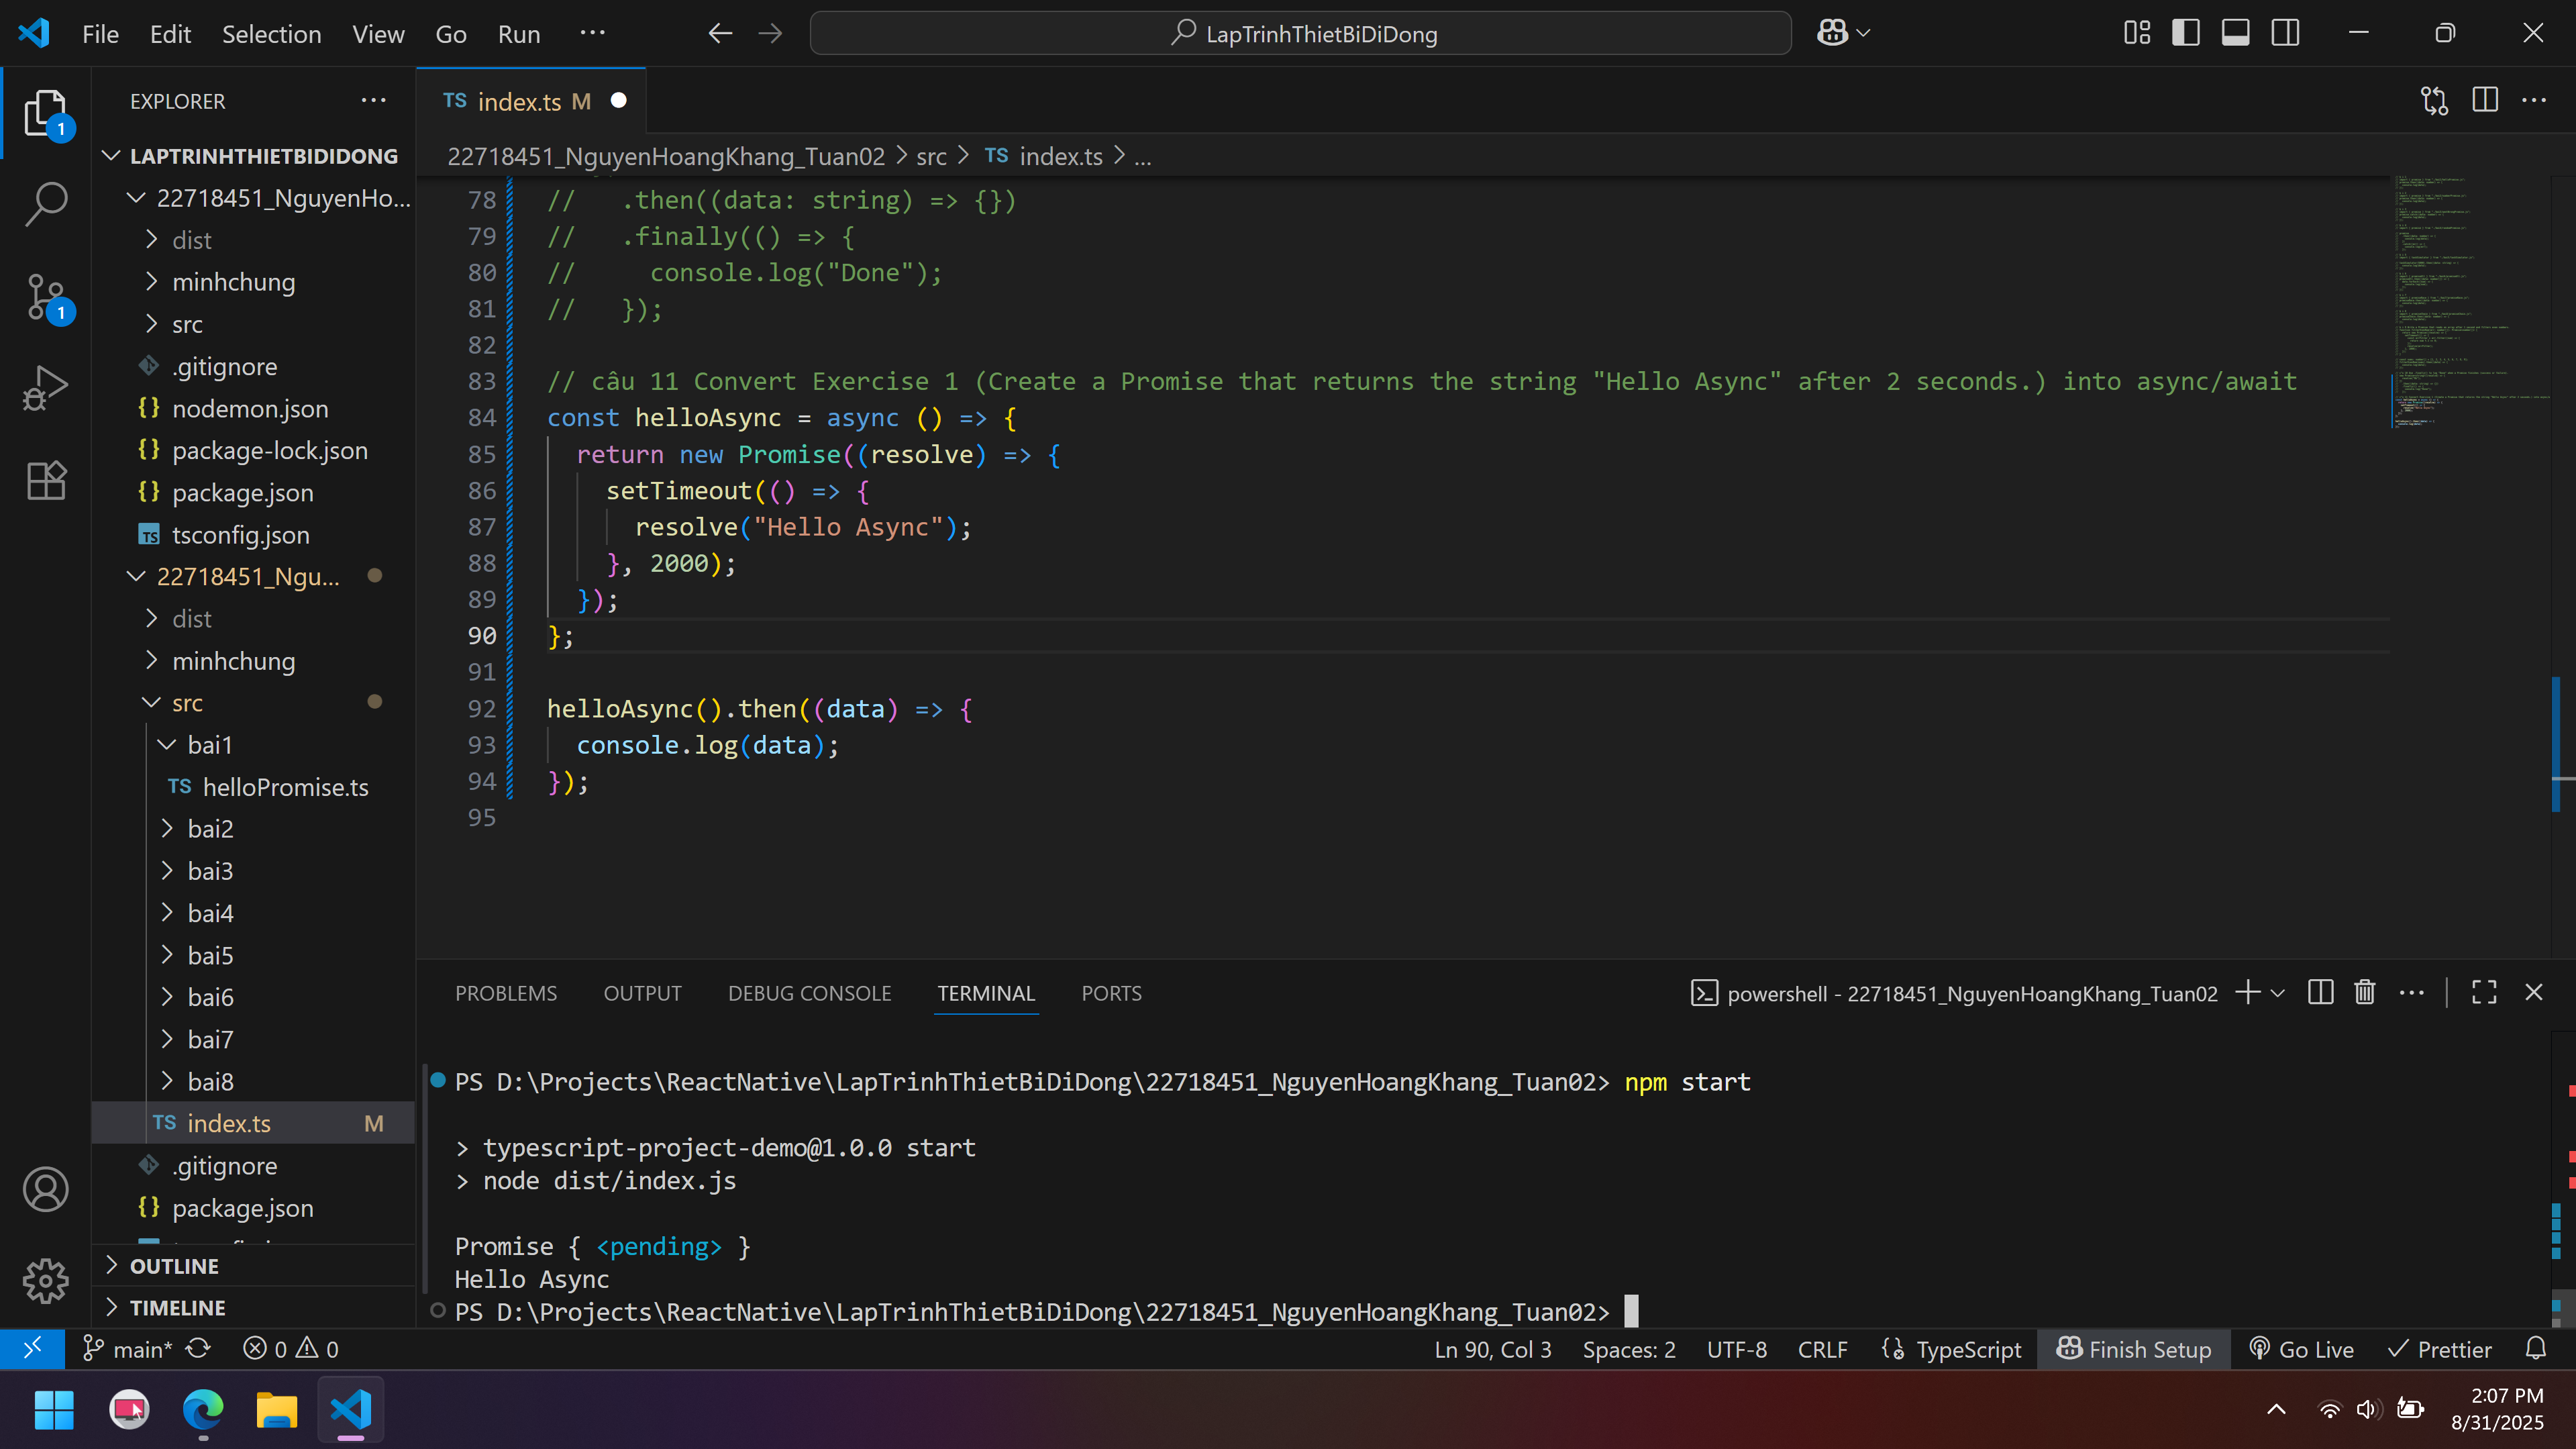 File Edit Selection View Go Run ···
LapTrinhThietBiDiDong
EXPLORER
LAPTRINHTHIETBIDIDONG
22718451_NguyenHo...
dist
minhchung
src
.gitignore
{} nodemon.json
{} package-lock.json
{} package.json
TS tsconfig.json
22718451_Ngu...
dist
minhchung
src
bai1
TS helloPromise.ts
bai2
bai3
bai4
bai5
bai6
bai7
bai8
TS index.ts M
.gitignore
{} package.json
OUTLINE
TIMELINE
1
1
TS index.ts M
22718451_NguyenHoangKhang_Tuan02 > src > TS index.ts > ...
78 //   .then((data: string) => {})
79 //   .finally(() => {
80 //     console.log("Done");
81 //   });
82
83 // câu 11 Convert Exercise 1 (Create a Promise that returns the string "Hello Async" after 2 seconds.) into async/await
84 const helloAsync = async () => {
85   return new Promise((resolve) => {
86     setTimeout(() => {
87       resolve("Hello Async");
88     }, 2000);
89   });
90 };
91
92 helloAsync().then((data) => {
93   console.log(data);
94 });
95
PROBLEMS OUTPUT DEBUG CONSOLE TERMINAL PORTS
powershell - 22718451_NguyenHoangKhang_Tuan02
PS D:\Projects\ReactNative\LapTrinhThietBiDiDong\22718451_NguyenHoangKhang_Tuan02> npm start
> typescript-project-demo@1.0.0 start
> node dist/index.js
Promise { <pending> }
Hello Async
PS D:\Projects\ReactNative\LapTrinhThietBiDiDong\22718451_NguyenHoangKhang_Tuan02>
main* 0 0
Ln 90, Col 3 Spaces: 2 UTF-8 CRLF {} TypeScript Finish Setup Go Live Prettier
2:07 PM
8/31/2025